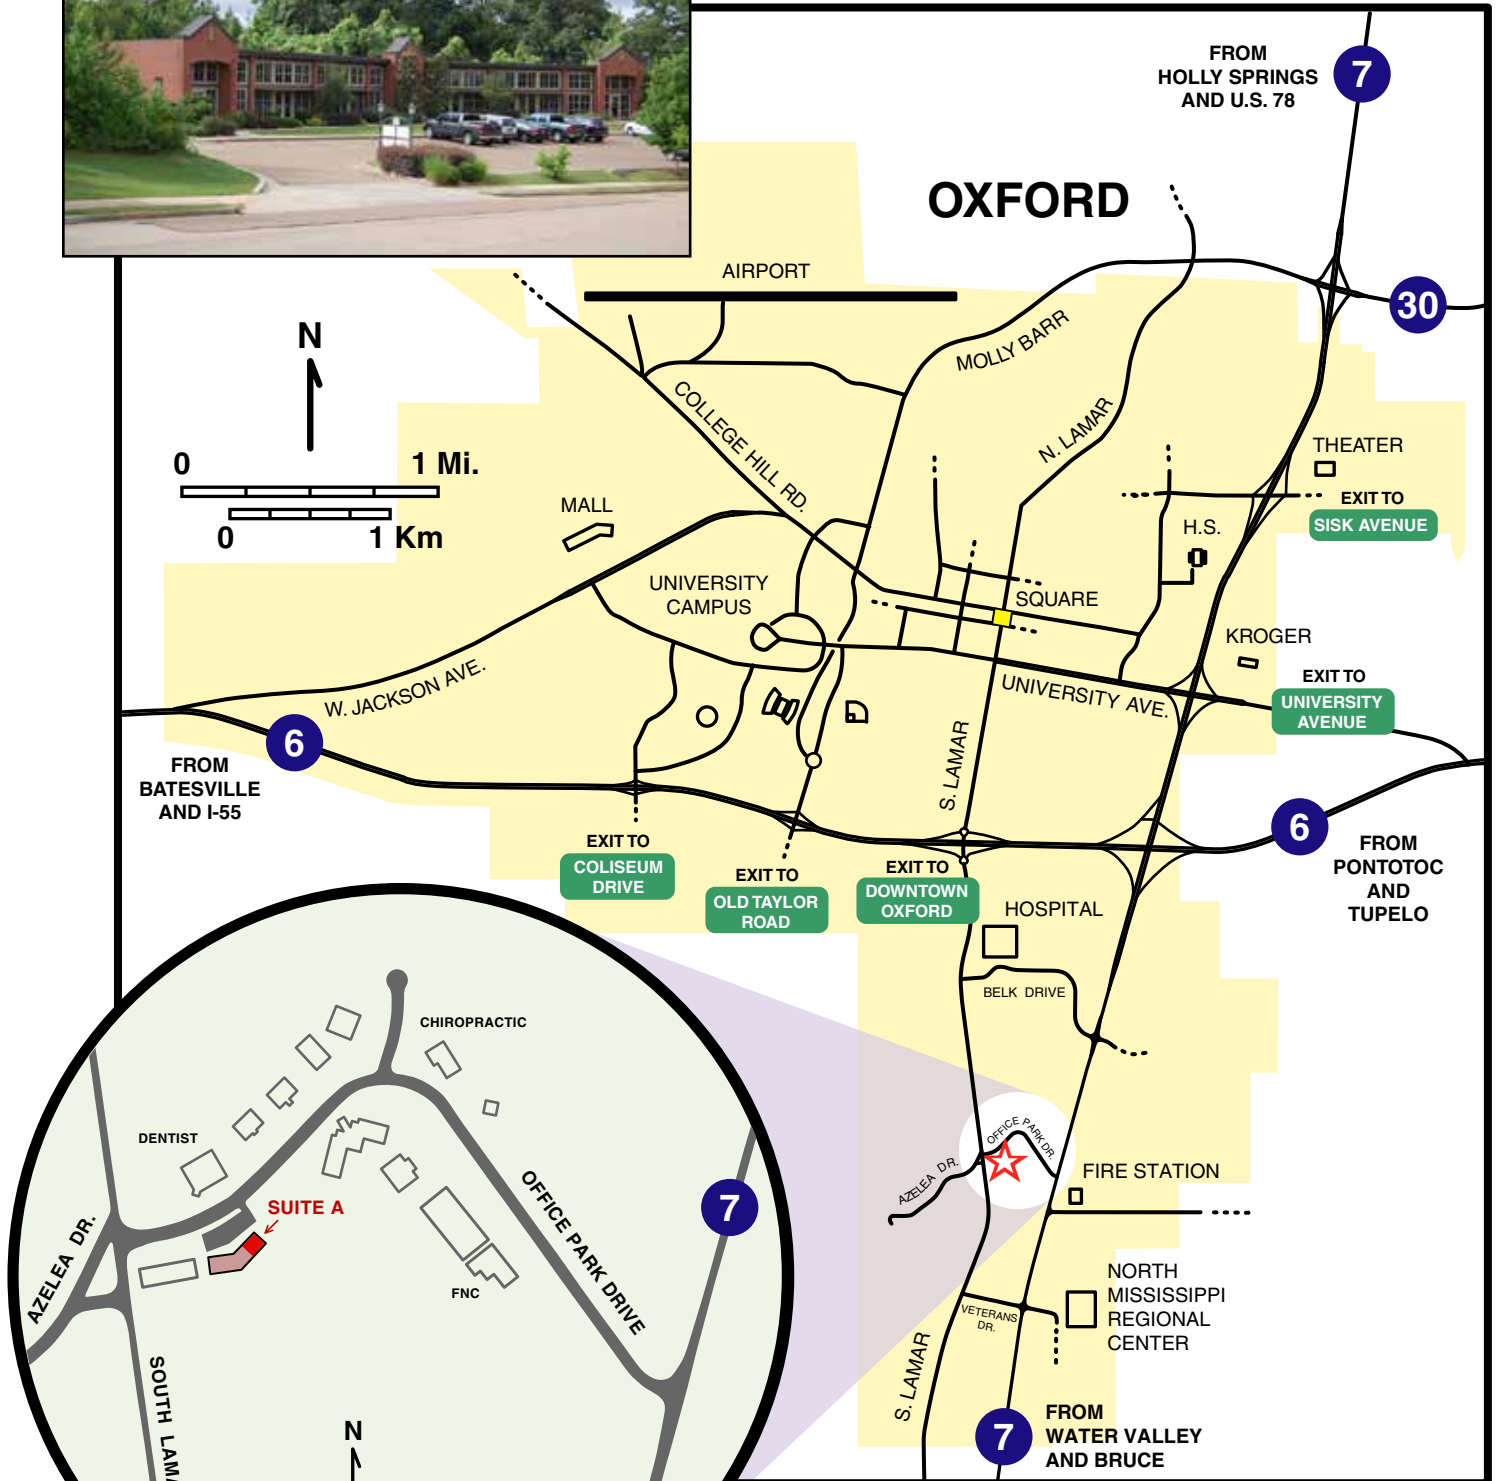 FROM
HOLLY SPRINGS
AND U.S. 78
7
OXFORD
AIRPORT
30
MOLLY BARR
N
0
1 Mi.
0
1 Km
COLLEGE HILL RD.
N. LAMAR
THEATER
EXIT TO
SISK AVENUE
MALL
H.S.
UNIVERSITY
CAMPUS
SQUARE
KROGER
EXIT TO
UNIVERSITY
AVENUE
W. JACKSON AVE.
UNIVERSITY AVE.
6
FROM
BATESVILLE
AND I-55
S. LAMAR
6
FROM
PONTOTOC
AND
TUPELO
EXIT TO
COLISEUM
DRIVE
EXIT TO
OLD TAYLOR
ROAD
EXIT TO
DOWNTOWN
OXFORD
HOSPITAL
BELK DRIVE
CHIROPRACTIC
DENTIST
OFFICE PARK DR.
AZELEA DR.
FIRE STATION
SUITE A
7
OFFICE PARK DRIVE
AZELEA DR.
FNC
NORTH
MISSISSIPPI
REGIONAL
CENTER
VETERANS
DR.
S. LAMAR
SOUTH LAMA
N
7
FROM
WATER VALLEY
AND BRUCE